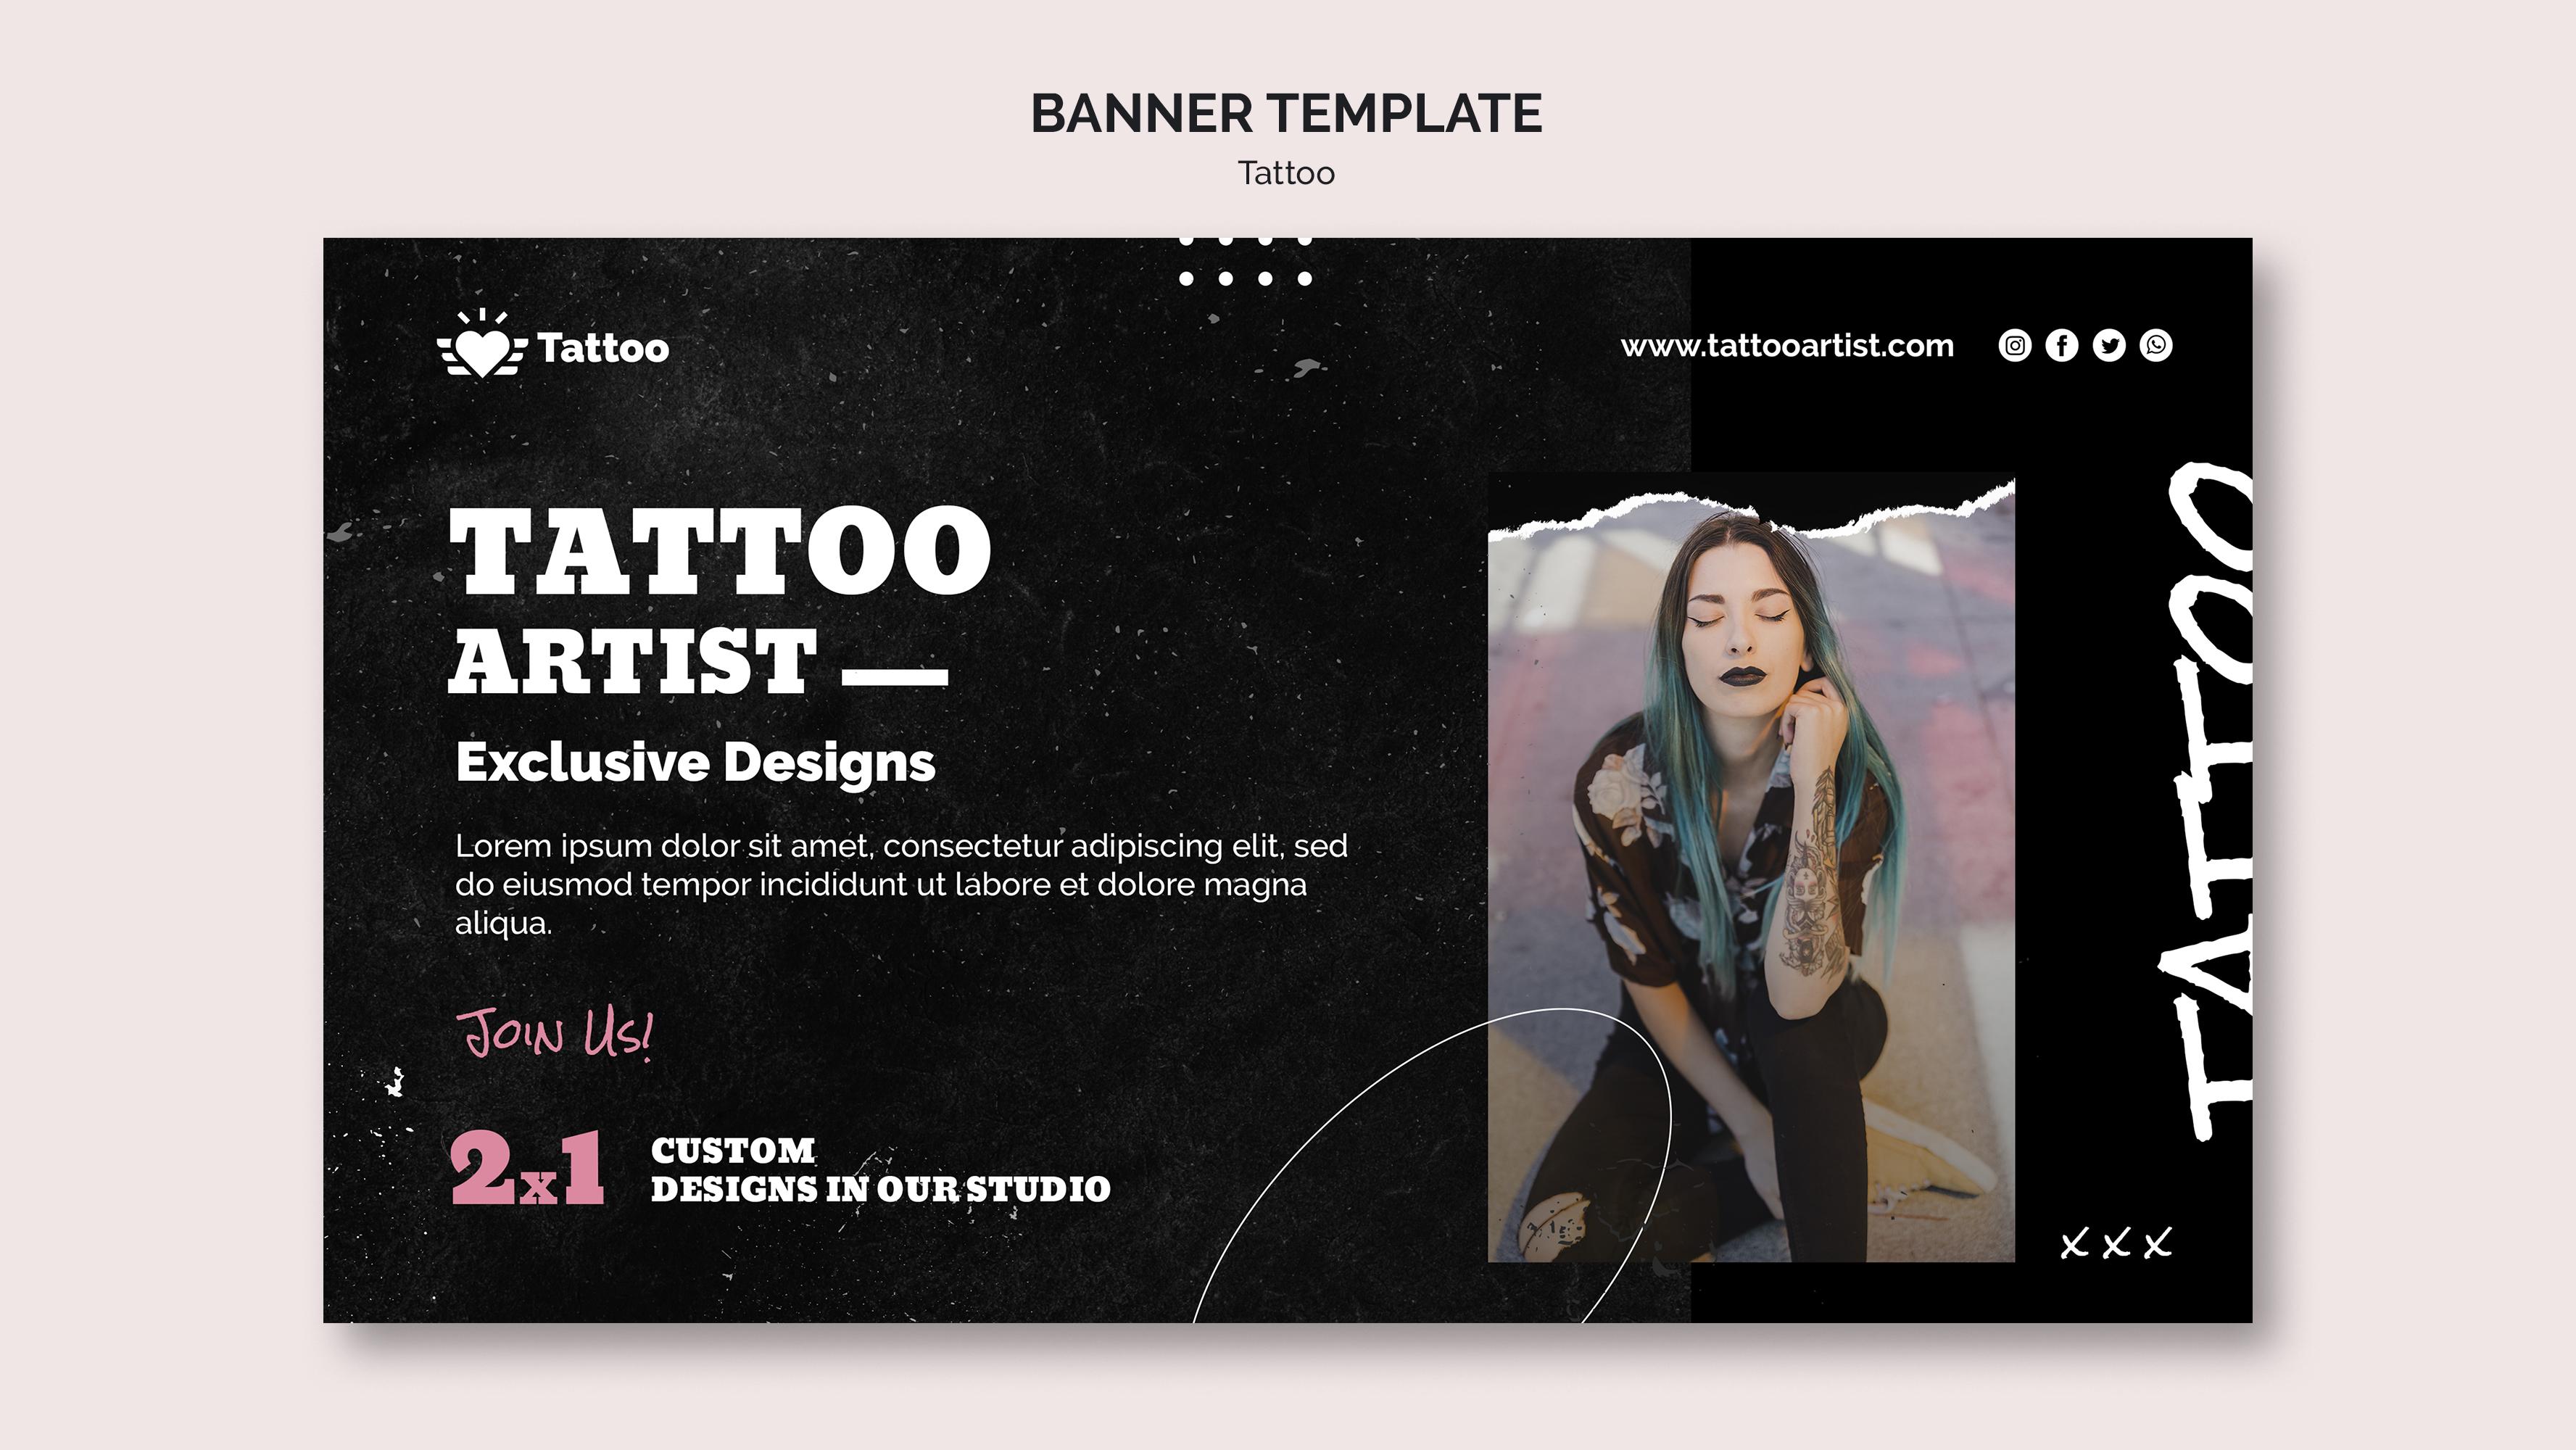 BANNER TEMPLATE
Tattoo
Tattoo
www.tattooartist.com
TATTOO
ARTIST —
Exclusive Designs
Lorem ipsum dolor sit amet, consectetur adipiscing elit, sed
do eiusmod tempor incididunt ut labore et dolore magna
aliqua.
JOIN US!
2x1
CUSTOM
DESIGNS IN OUR STUDIO
TATTOO
x x x